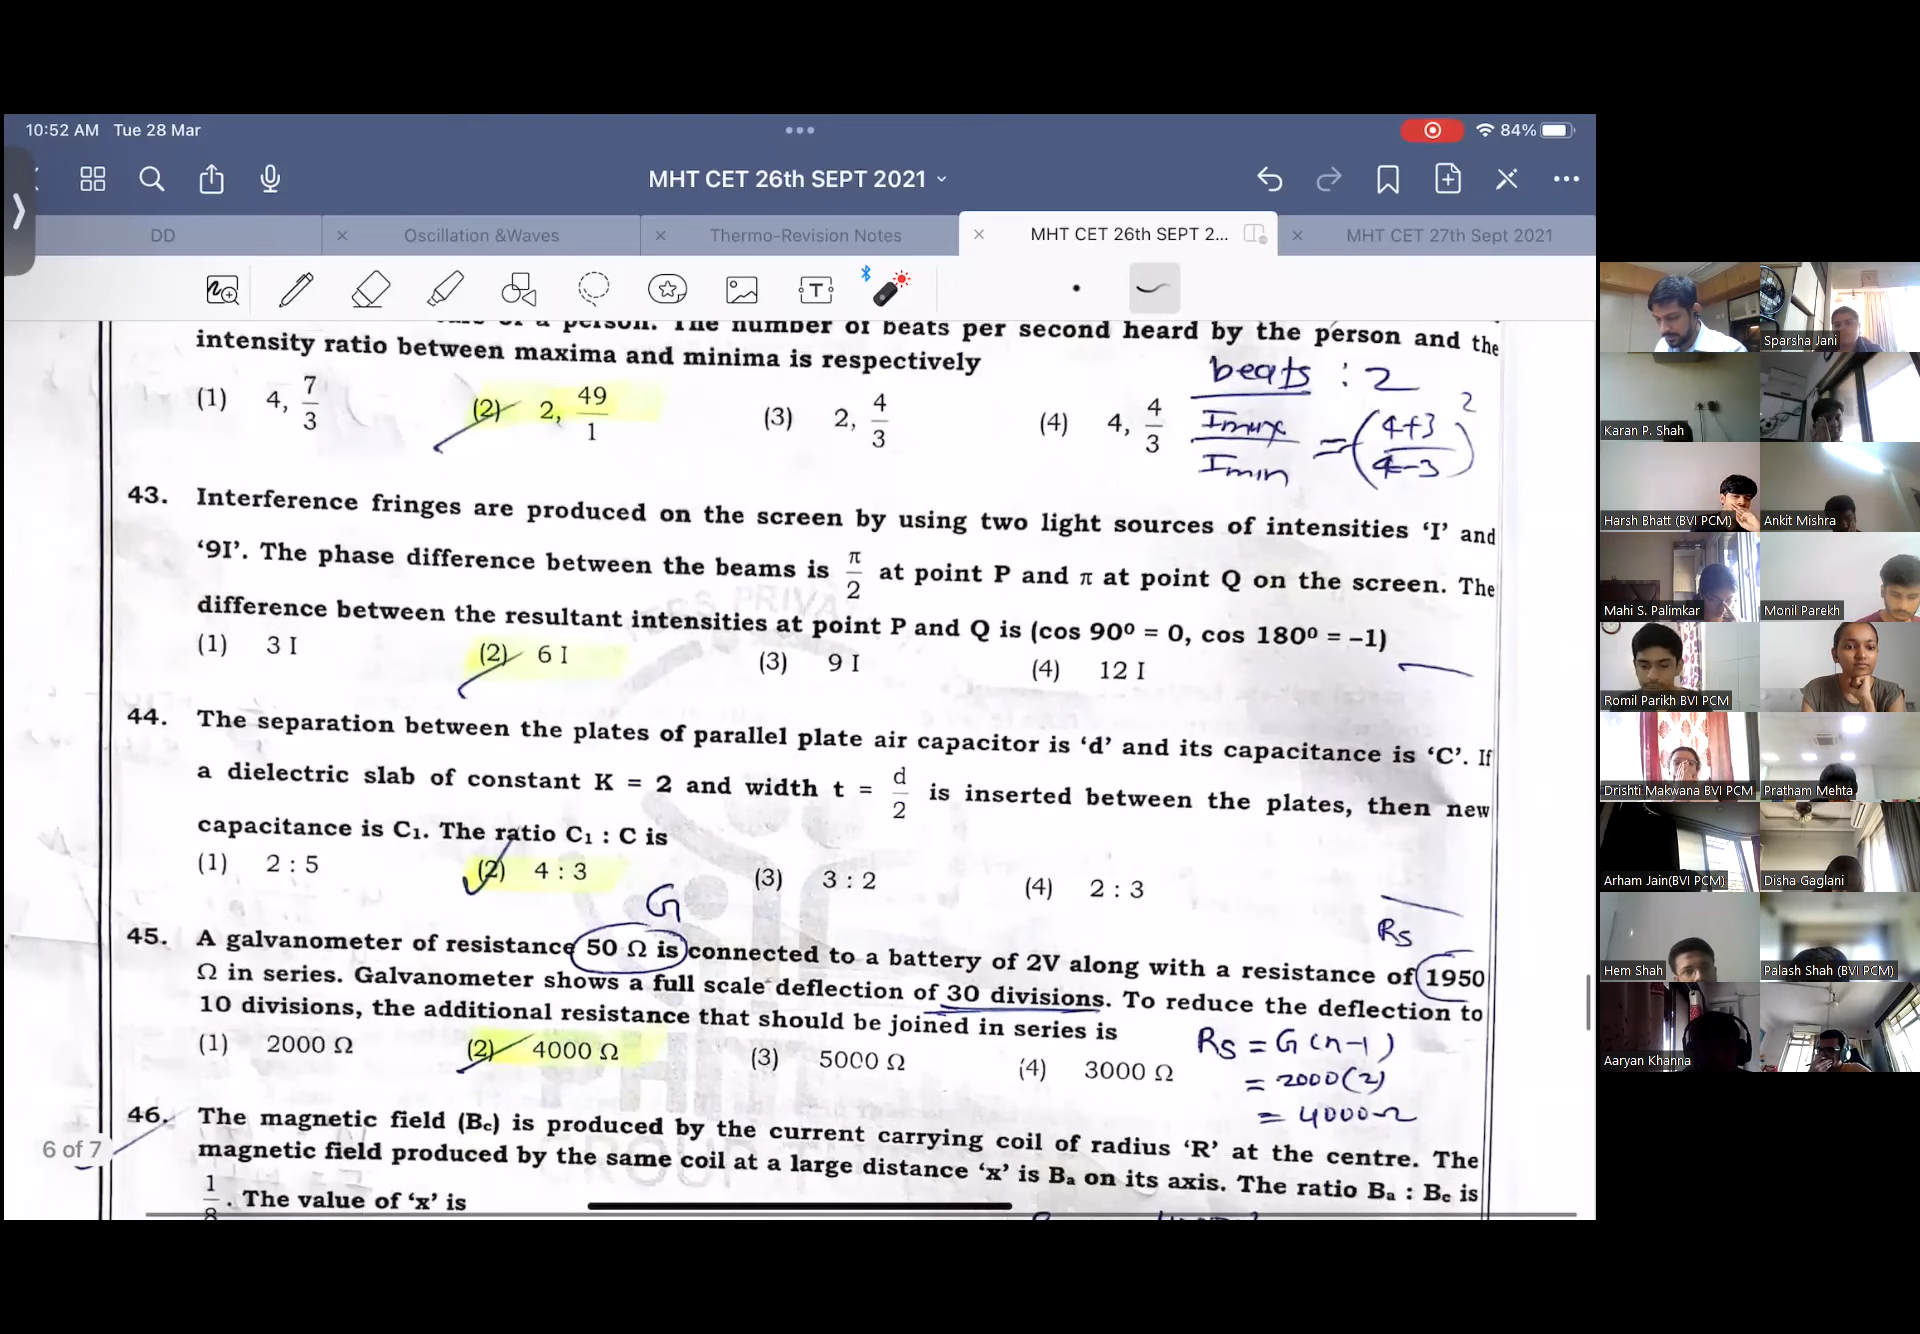 10:52 AM Tue 28 Mar
84%
MHT CET 26th SEPT 2021
DD
Oscillation &Waves
Thermo-Revision Notes
MHT CET 26th SEPT 2...
MHT CET 27th Sept 2021
of a person. The number of beats per second heard by the person and the
intensity ratio between maxima and minima is respectively
(1) 4, 7/3 (2) 2, 49/1 (3) 2, 4/3 (4) 4, 4/3
beats : 2
Imax/Imin = (4+3/4-3)²
43. Interference fringes are produced on the screen by using two light sources of intensities ‘I’ and
‘9I’. The phase difference between the beams is π/2 at point P and π at point Q on the screen. The
difference between the resultant intensities at point P and Q is (cos 90⁰ = 0, cos 180⁰ = –1)
(1) 3 I (2) 6 I (3) 9 I (4) 12 I
44. The separation between the plates of parallel plate air capacitor is ‘d’ and its capacitance is ‘C’. If
a dielectric slab of constant K = 2 and width t = d/2 is inserted between the plates, then new
capacitance is C₁. The ratio C₁ : C is
(1) 2 : 5 (2) 4 : 3 (3) 3 : 2 (4) 2 : 3
G
Rs
45. A galvanometer of resistance 50 Ω is connected to a battery of 2V along with a resistance of 1950
Ω in series. Galvanometer shows a full scale deflection of 30 divisions. To reduce the deflection to
10 divisions, the additional resistance that should be joined in series is
(1) 2000 Ω (2) 4000 Ω (3) 5000 Ω (4) 3000 Ω
Rs = G(n-1)
= 2000(2)
= 4000Ω
46. The magnetic field (Bc) is produced by the current carrying coil of radius ‘R’ at the centre. The
magnetic field produced by the same coil at a large distance ‘x’ is Ba on its axis. The ratio Ba : Bc is
1/8. The value of ‘x’ is
6 of 7
Sparsha Jani
Karan P. Shah
Harsh Bhatt (BVI PCM)
Ankit Mishra
Mahi S. Palimkar
Monil Parekh
Romil Parikh BVI PCM
Drishti Makwana BVI PCM
Pratham Mehta
Arham Jain(BVI PCM)
Disha Gaglani
Hem Shah
Palash Shah (BVI PCM)
Aaryan Khanna